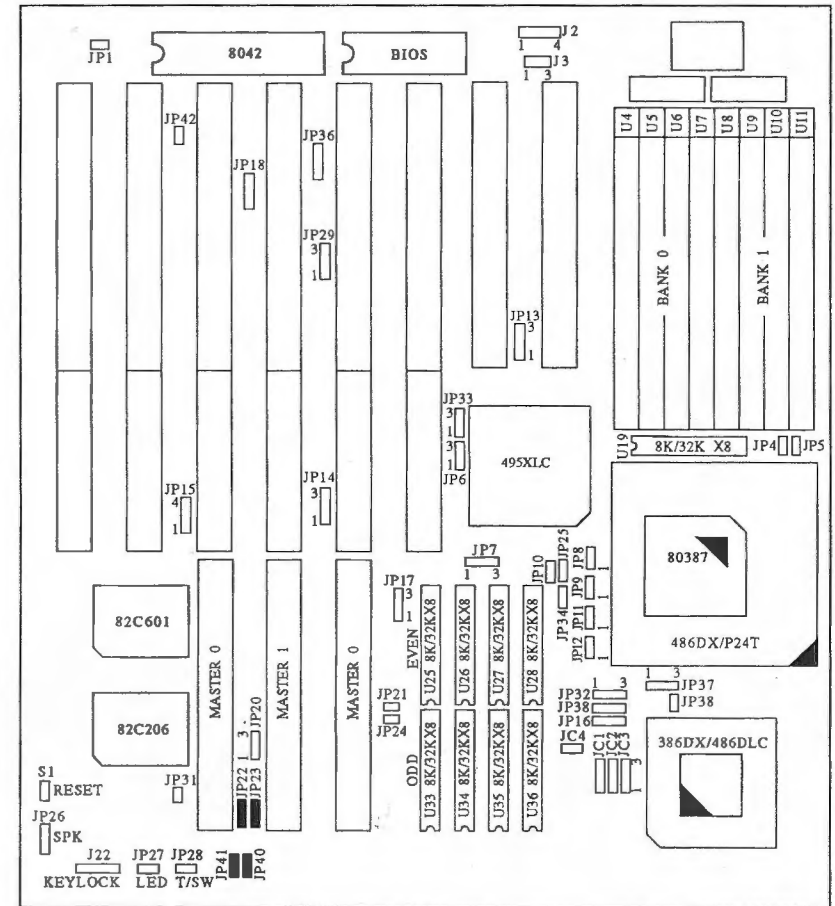 J2
1 4
J3
1 3
JP1
8042
BIOS
U4
U5
U6
U7
U8
U9
U10
U11
JP42
JP36
JP18
JP29
3
1
BANK 0
BANK 1
JP13
3
1
JP33
3
1
3
1
JP6
495XLC
U19
8K/32K X8
JP4
JP5
JP15
4
1
JP14
3
1
JP7
1 3
JP10
JP25
JP34
JP8
1
JP9
1
JP11
1
JP12
1
80387
486DX/P24T
82C601
MASTER 0
MASTER 1
MASTER 0
JP17
3
1
EVEN
U25 8K/32KX8
U26 8K/32KX8
U27 8K/32KX8
U28 8K/32KX8
JP21
JP24
1 3
JP32
JP38
JP16
1 3
JP37
JP38
82C206
JP20
1 3
JP22
JP23
ODD
U33 8K/32KX8
U34 8K/32KX8
U35 8K/32KX8
U36 8K/32KX8
JC4
JC1
JC2
JC3
3
1
386DX/486DLC
S1
RESET
JP31
JP26
SPK
J22
KEYLOCK
JP27
LED
JP28
T/SW
JP41
JP40